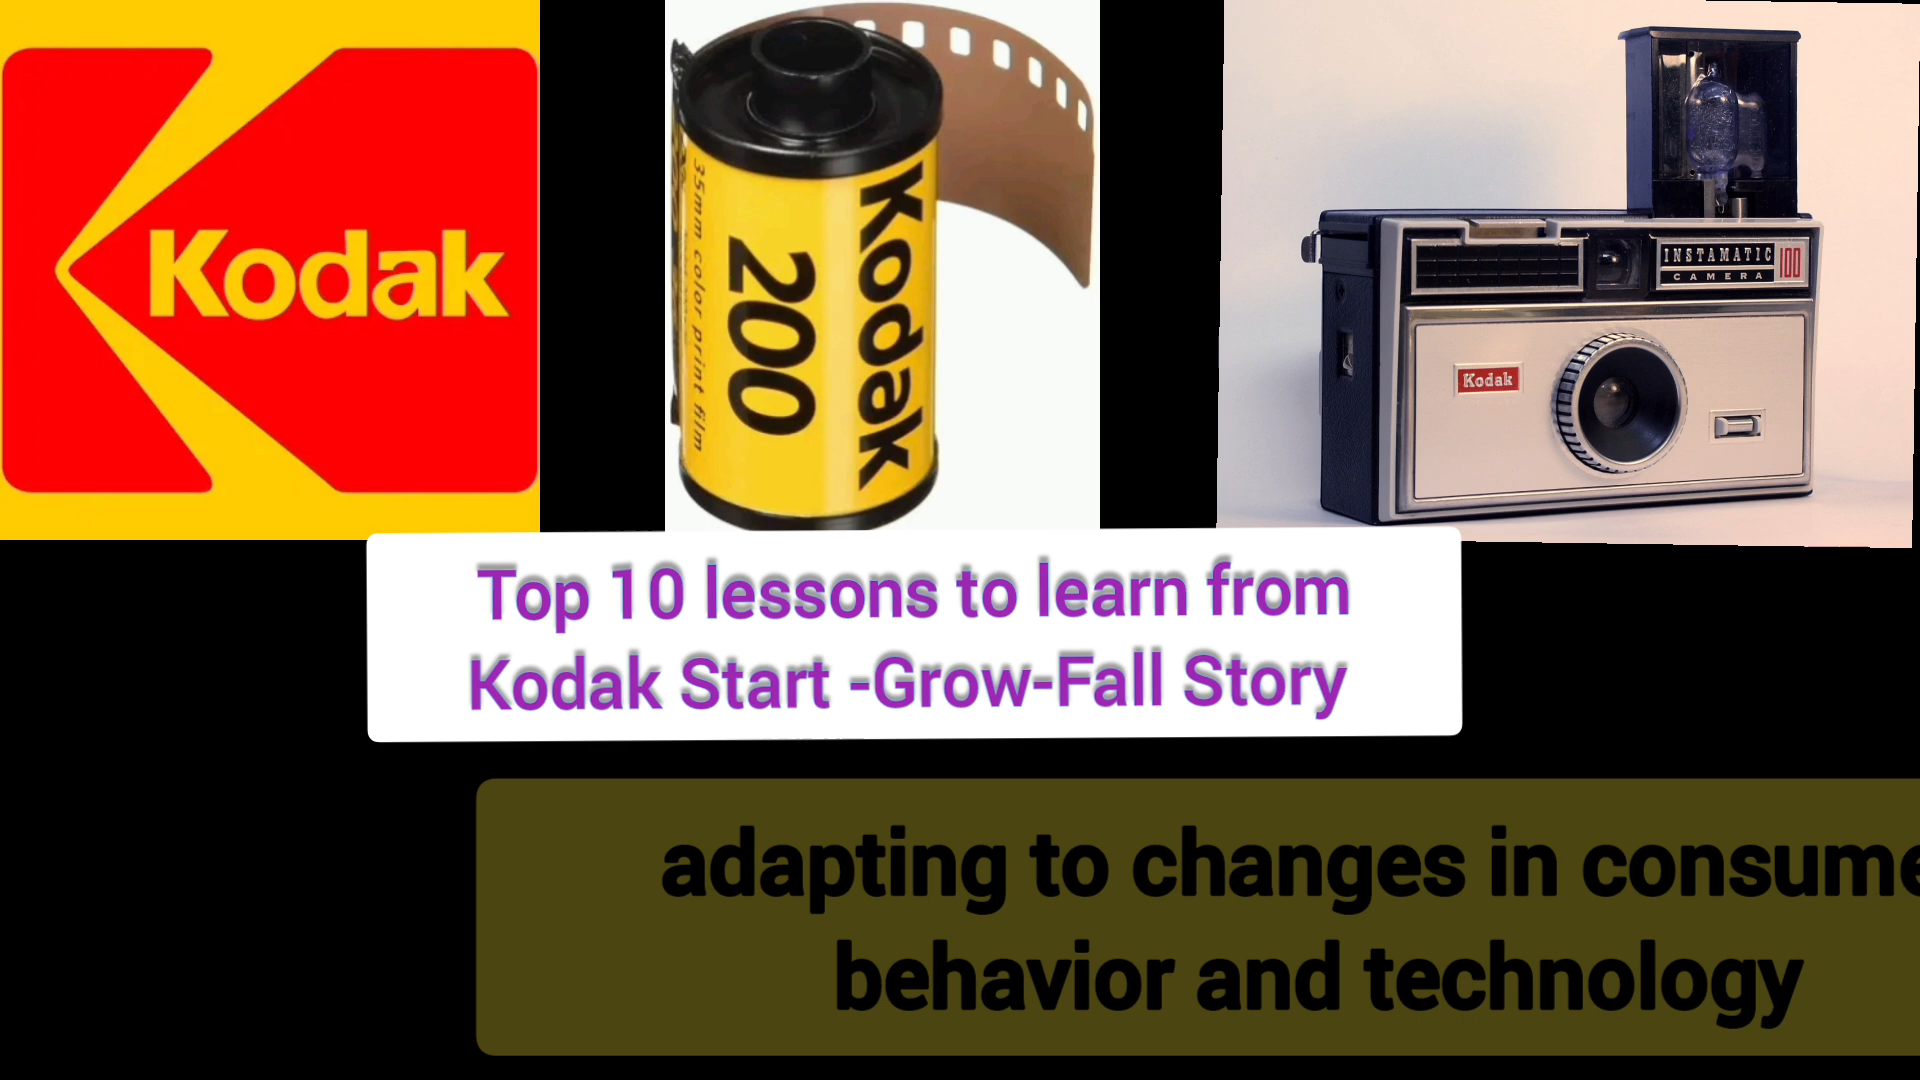 Kodak
Kodak
200
35mm color print film
INSTAMATIC
CAMERA 100
Kodak
Top 10 lessons to learn from
Kodak Start -Grow-Fall Story
adapting to changes in consume
behavior and technology